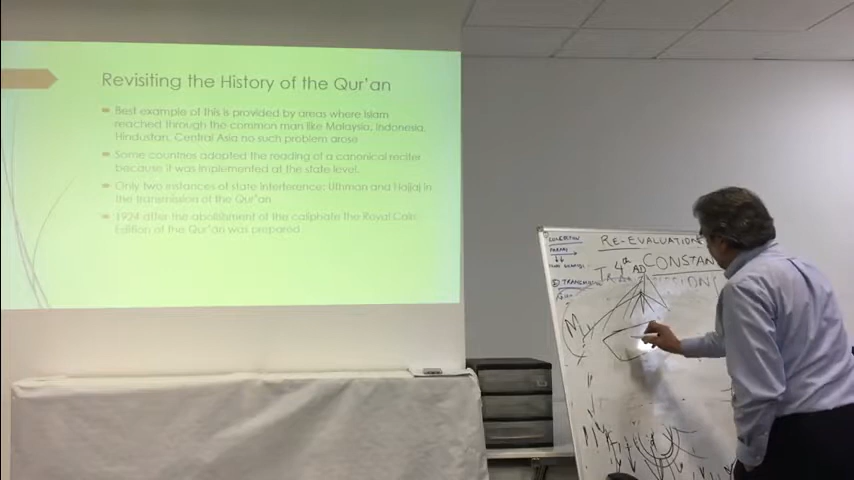 Revisiting the History of the Qur'an
Best example of this is provided by areas where Islam
reached through the common man like Malaysia, Indonesia,
Hindustan, Central Asia no such problem arose
Some countries adopted the reading of a canonical reciter
because it was implemented at the state level.
Only two instances of state interference: Uthman and Hajjaj in
the transmission of the Qur'an
1924 after the abolishment of the caliphate the Royal Cairo
Edition of the Qur'an was prepared
RE-EVALUATION
4 AD CONSTAN